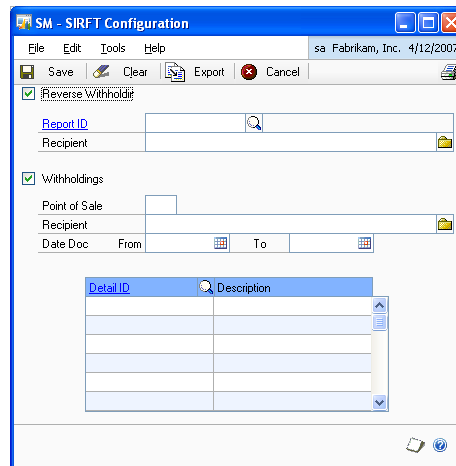 SM - SIRFT Configuration
File Edit Tools Help sa Fabrikam, Inc. 4/12/2007
Save Clear Export Cancel
Reverse Withholdir
Report ID
Recipient
Withholdings
Point of Sale
Recipient
Date Doc From To
Detail ID Description